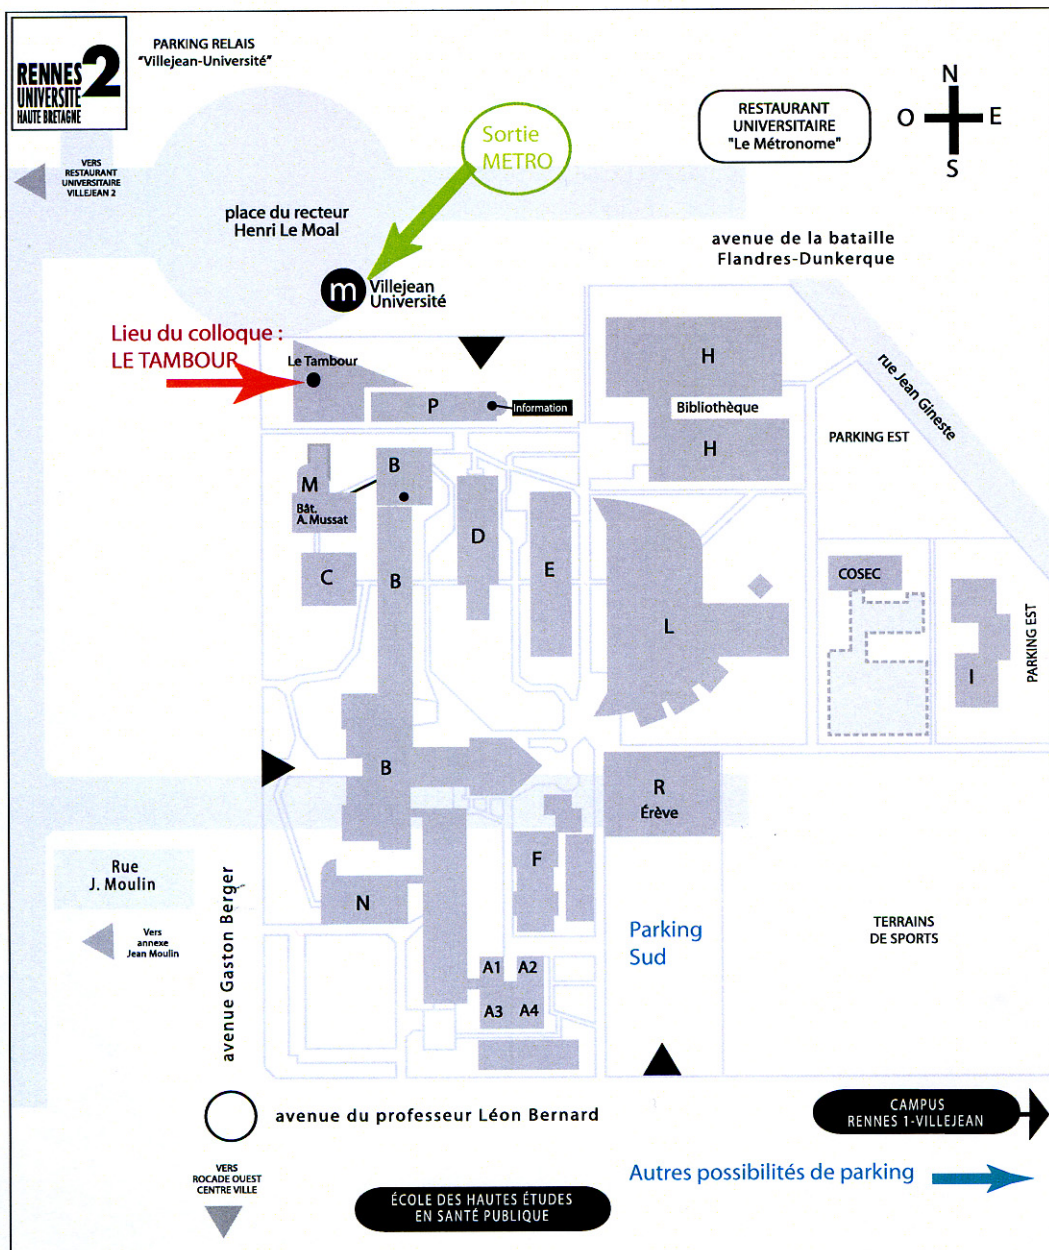 RENNES 2
UNIVERSITÉ
HAUTE BRETAGNE
PARKING RELAIS
"Villejean-Université"
Sortie
METRO
RESTAURANT
UNIVERSITAIRE
"Le Métronome"
N
O E
S
VERS
RESTAURANT
UNIVERSITAIRE
VILLEJEAN 2
place du recteur
Henri Le Moal
avenue de la bataille
Flandres-Dunkerque
m
Villejean
Université
Lieu du colloque :
LE TAMBOUR
Le Tambour
P
Information
H
Bibliothèque
H
rue Jean Gineste
PARKING EST
M
Bât.
A. Mussat
B
C
B
D
E
L
COSEC
I
PARKING EST
B
R
Érève
F
Rue
J. Moulin
N
avenue Gaston Berger
Vers
annexe
Jean Moulin
Parking
Sud
TERRAINS
DE SPORTS
A1 A2
A3 A4
avenue du professeur Léon Bernard
CAMPUS
RENNES 1-VILLEJEAN
VERS
ROCADE OUEST
CENTRE VILLE
ÉCOLE DES HAUTES ÉTUDES
EN SANTÉ PUBLIQUE
Autres possibilités de parking